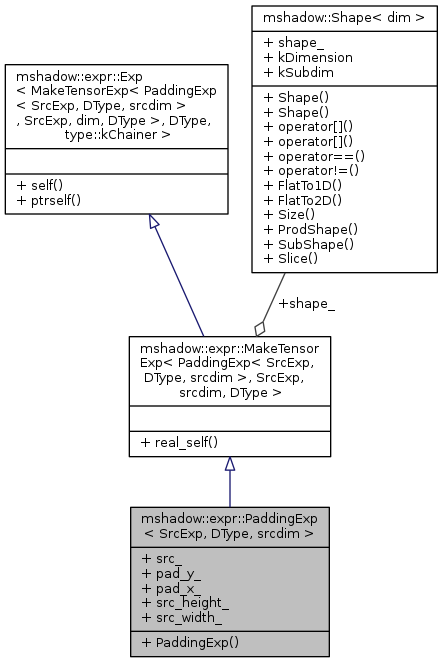 mshadow::Shape< dim >
+ shape_
+ kDimension
+ kSubdim
+ Shape()
+ Shape()
+ operator[]()
+ operator[]()
+ operator==()
+ operator!=()
+ FlatTo1D()
+ FlatTo2D()
+ Size()
+ ProdShape()
+ SubShape()
+ Slice()
mshadow::expr::Exp
< MakeTensorExp< PaddingExp
< SrcExp, DType, srcdim >
, SrcExp, dim, DType >, DType,
type::kChainer >
+ self()
+ ptrself()
+shape_
mshadow::expr::MakeTensor
Exp< PaddingExp< SrcExp,
DType, srcdim >, SrcExp,
srcdim, DType >
+ real_self()
mshadow::expr::PaddingExp
< SrcExp, DType, srcdim >
+ src_
+ pad_y_
+ pad_x_
+ src_height_
+ src_width_
+ PaddingExp()